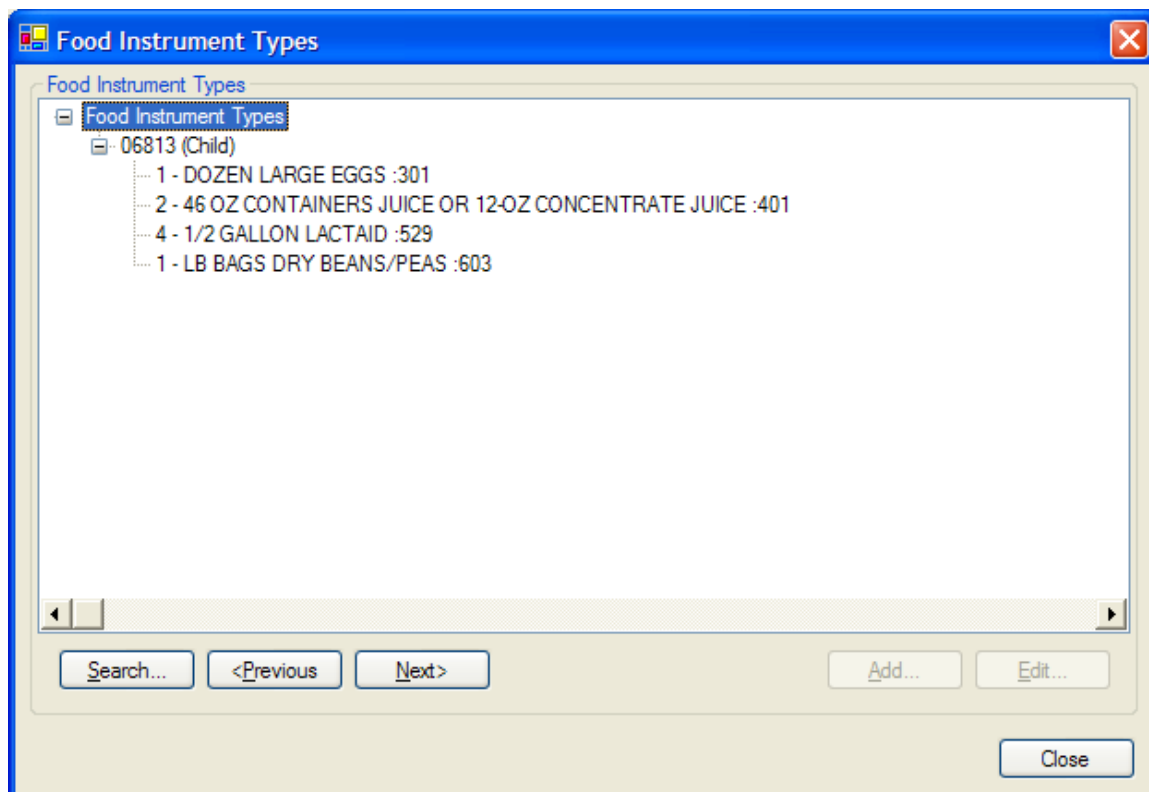 Food Instrument Types
Food Instrument Types
Food Instrument Types
06813 (Child)
1 - DOZEN LARGE EGGS :301
2 - 46 OZ CONTAINERS JUICE OR 12-OZ CONCENTRATE JUICE :401
4 - 1/2 GALLON LACTAID :529
1 - LB BAGS DRY BEANS/PEAS :603
Search... <Previous Next> Add... Edit...
Close